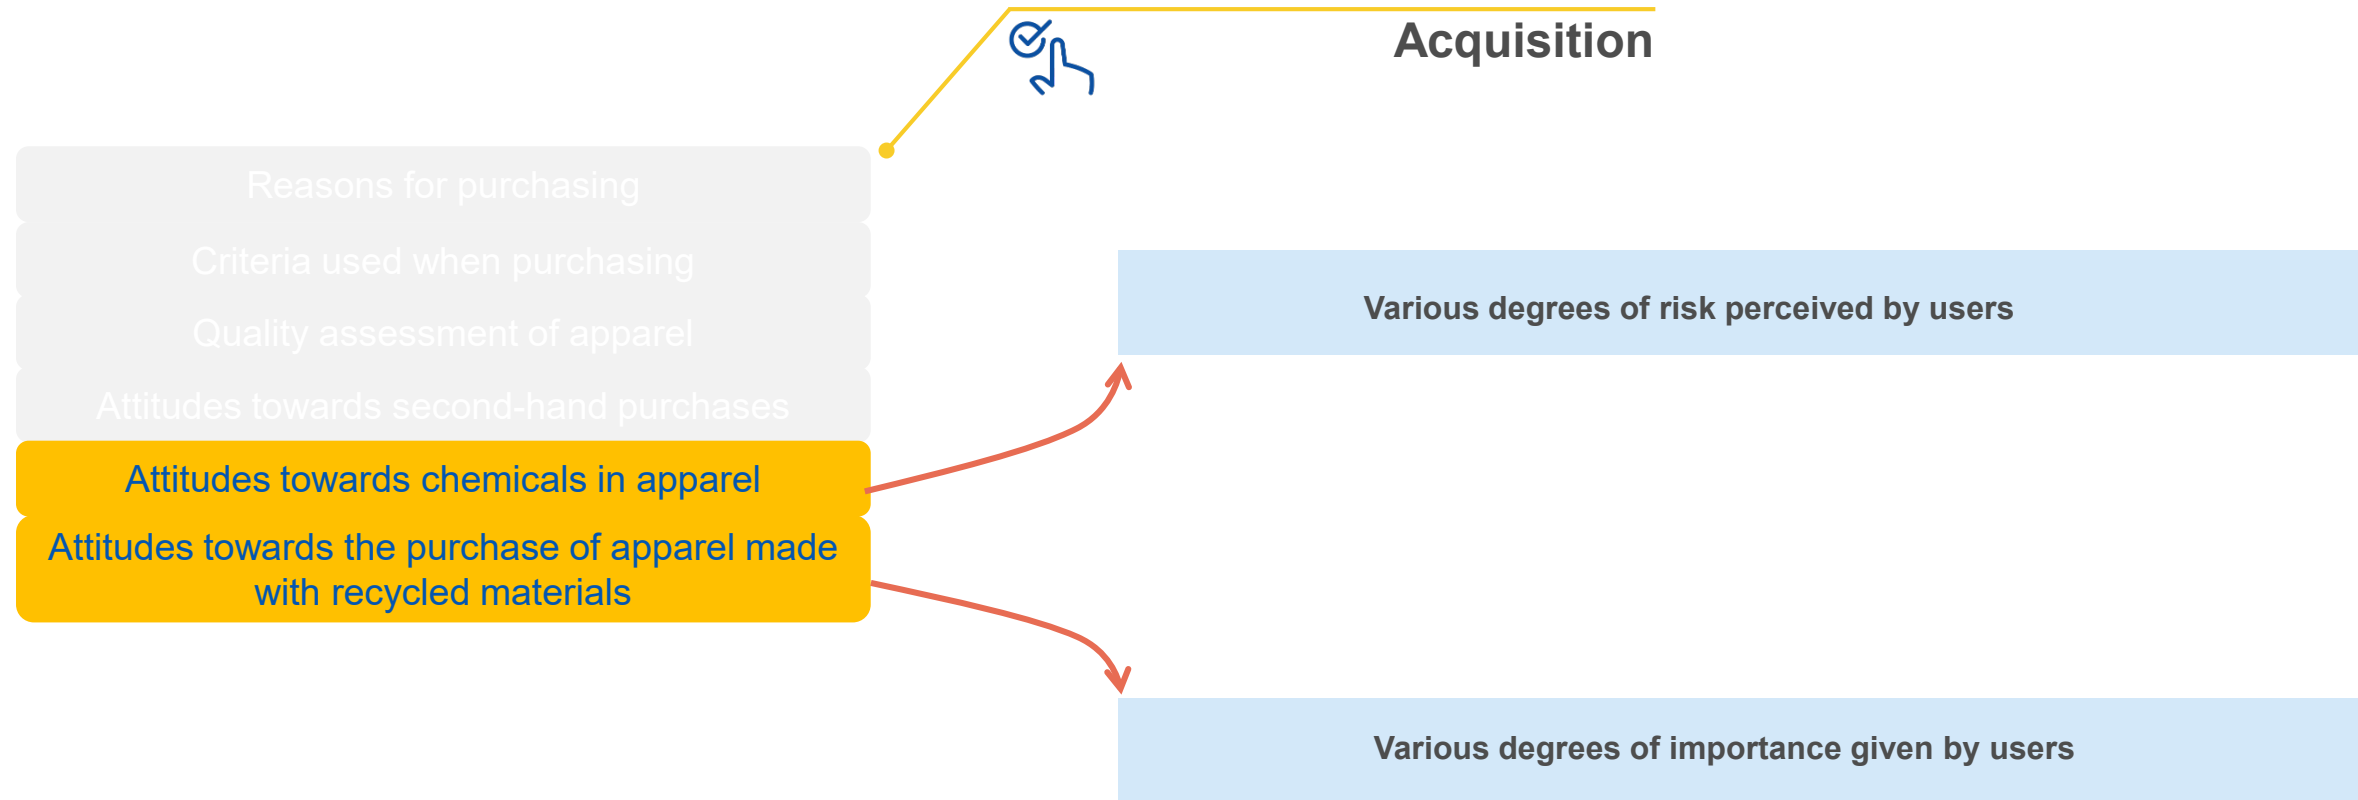 Acquisition
Reasons for purchasing
Criteria used when purchasing
Quality assessment of apparel
Attitudes towards second-hand purchases
Attitudes towards chemicals in apparel
Attitudes towards the purchase of apparel made
with recycled materials
Various degrees of risk perceived by users
Various degrees of importance given by users